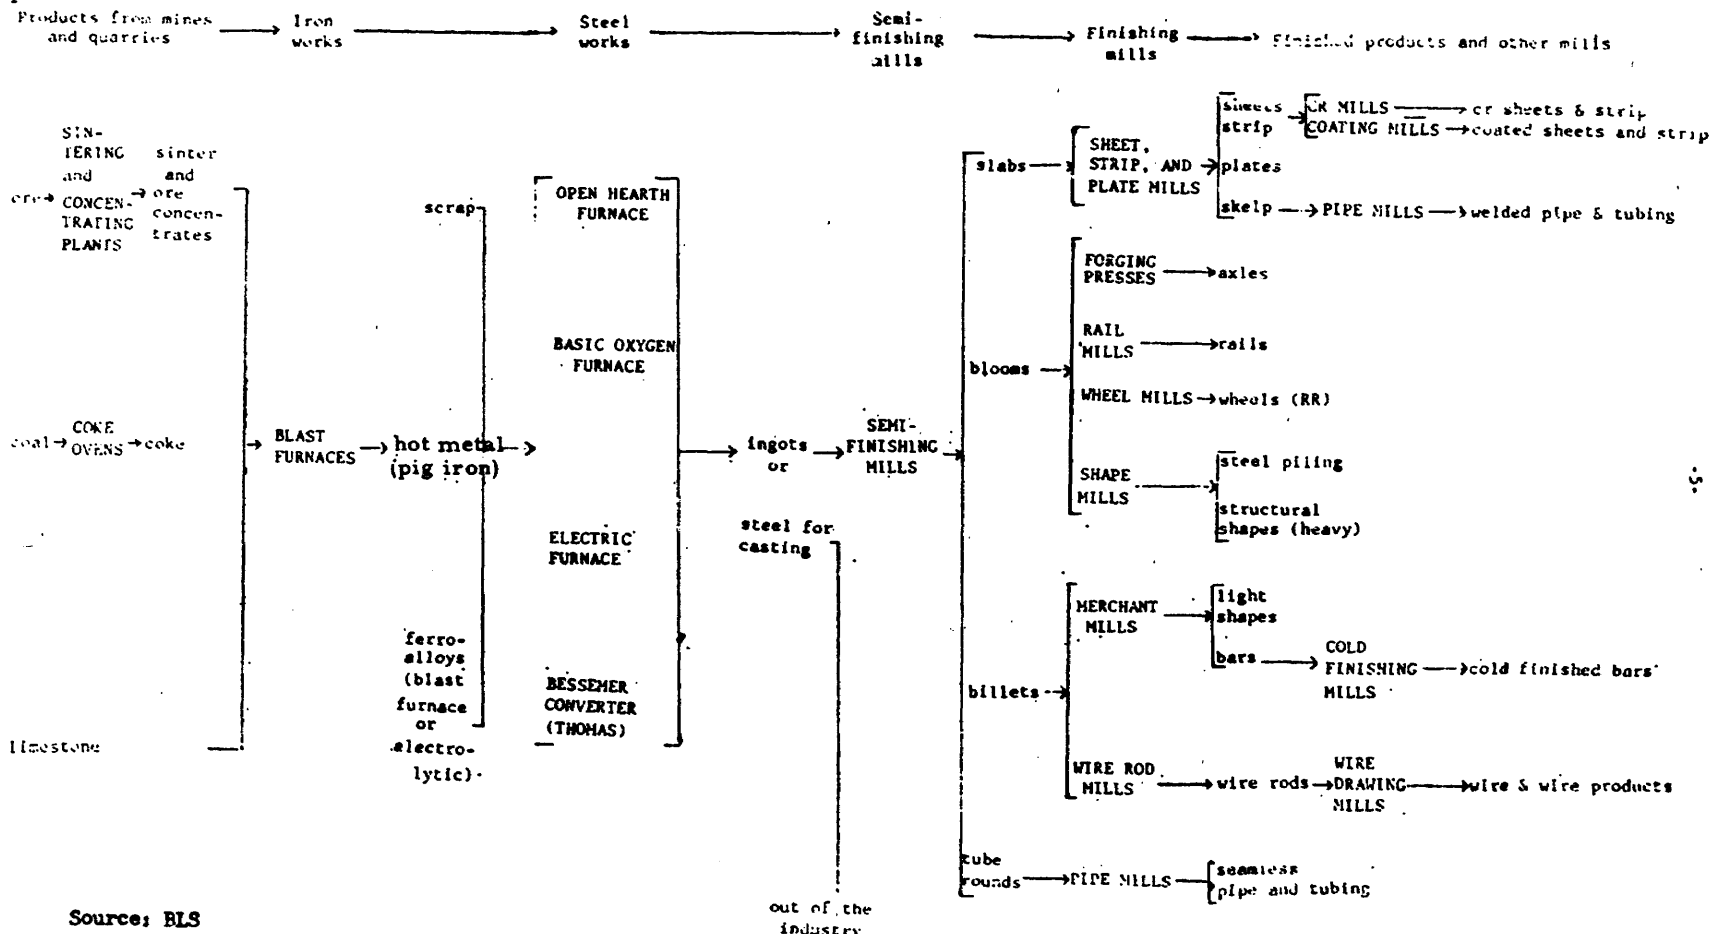 Products from mines
and quarries
Iron
works
Steel
works
Semi-
finishing
mills
Finishing
mills
Finished products and other mills
ore
SIN-
TERING
and
CONCEN-
TRATING
PLANTS
sinter
and
ore
concen-
trates
coal
COKE
OVENS
coke
limestone
BLAST
FURNACES
scrap
hot metal
(pig iron)
ferro-
alloys
(blast
furnace
or
electro-
lytic)
OPEN HEARTH
FURNACE
BASIC OXYGEN
FURNACE
ELECTRIC
FURNACE
BESSEMER
CONVERTER
(THOMAS)
ingots
or
steel for
casting
out of the
industry
SEMI-
FINISHING
MILLS
slabs
SHEET,
STRIP, AND
PLATE MILLS
sheets
strip
CR MILLS
cr sheets & strip
COATING MILLS
coated sheets and strip
plates
skelp
PIPE MILLS
welded pipe & tubing
blooms
FORGING
PRESSES
axles
RAIL
MILLS
rails
WHEEL MILLS
wheels (RR)
SHAPE
MILLS
steel piling
structural
shapes (heavy)
billets
MERCHANT
MILLS
light
shapes
bars
COLD
FINISHING
MILLS
cold finished bars
WIRE ROD
MILLS
wire rods
WIRE
DRAWING
MILLS
wire & wire products
tube
rounds
PIPE MILLS
seamless
pipe and tubing
-5-
Source: BLS